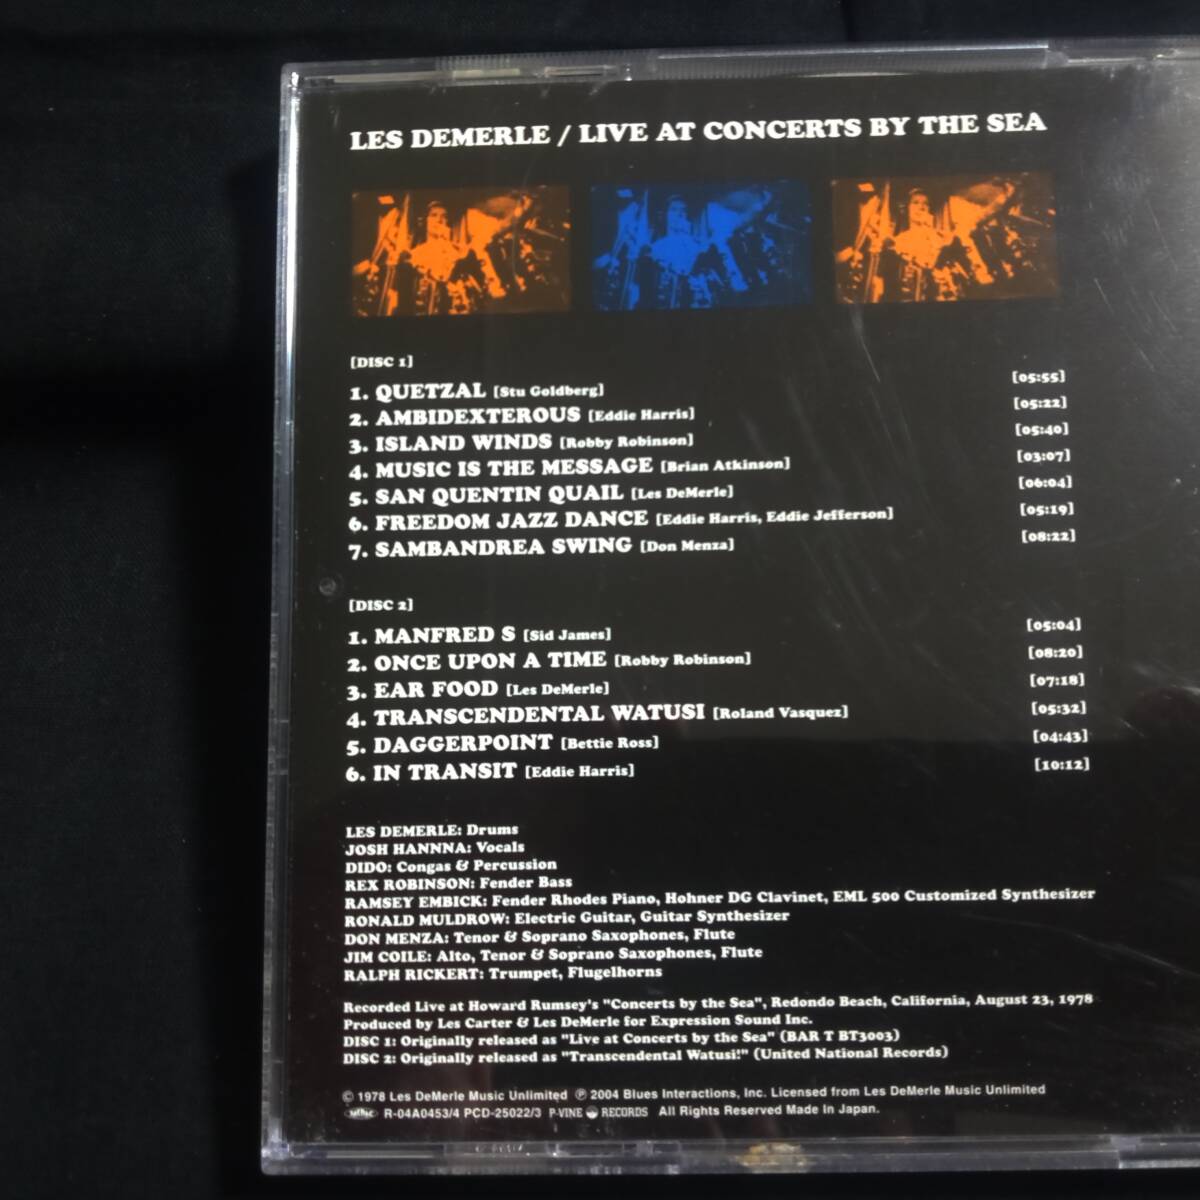 LES DEMERLE / LIVE AT CONCERTS BY THE SEA
[DISC 1]
1. QUETZAL [Stu Goldberg] [05:55]
2. AMBIDEXTEROUS [Eddie Harris] [05:22]
3. ISLAND WINDS [Robby Robinson] [05:40]
4. MUSIC IS THE MESSAGE [Brian Atkinson] [03:07]
5. SAN QUENTIN QUAIL [Les DeMerle] [06:04]
6. FREEDOM JAZZ DANCE [Eddie Harris, Eddie Jefferson] [05:19]
7. SAMBANDREA SWING [Don Menza] [08:22]
[DISC 2]
1. MANFRED S [Sid James] [05:04]
2. ONCE UPON A TIME [Robby Robinson] [08:20]
3. EAR FOOD [Les DeMerle] [07:18]
4. TRANSCENDENTAL WATUSI [Roland Vasquez] [05:32]
5. DAGGERPOINT [Bettie Ross] [04:43]
6. IN TRANSIT [Eddie Harris] [10:12]
LES DEMERLE: Drums
JOSH HANNNA: Vocals
DIDO: Congas & Percussion
REX ROBINSON: Fender Bass
RAMSEY EMBICK: Fender Rhodes Piano, Hohner DG Clavinet, EML 500 Customized Synthesizer
RONALD MULDROW: Electric Guitar, Guitar Synthesizer
DON MENZA: Tenor & Soprano Saxophones, Flute
JIM COILE: Alto, Tenor & Soprano Saxophones, Flute
RALPH RICKERT: Trumpet, Flugelhorns
Recorded Live at Howard Rumsey's "Concerts by the Sea", Redondo Beach, California, August 23, 1978
Produced by Les Carter & Les DeMerle for Expression Sound Inc.
DISC 1: Originally released as "Live at Concerts by the Sea" (BAR T BT3003)
DISC 2: Originally released as "Transcendental Watusi!" (United National Records)
© 1978 Les DeMerle Music Unlimited ℗ 2004 Blues Interactions, Inc. Licensed from Les DeMerle Music Unlimited
R-04A0453/4 PCD-25022/3 P-VINE RECORDS All Rights Reserved Made In Japan.